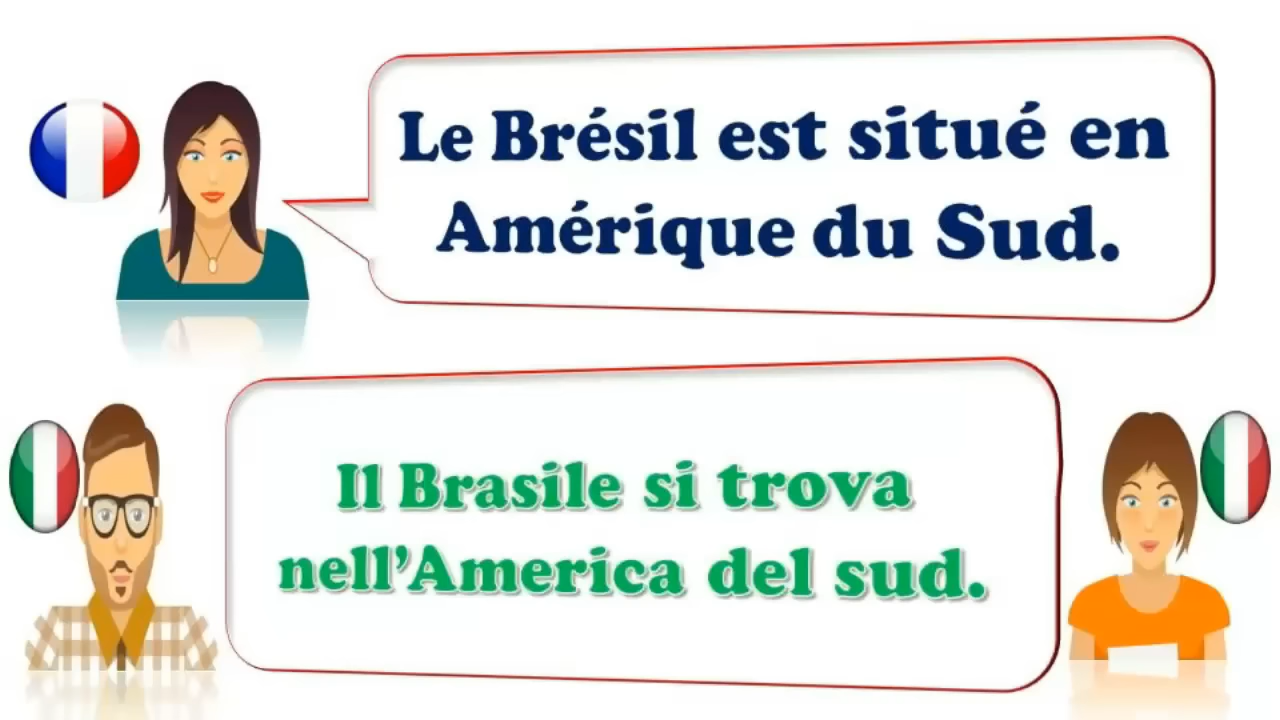 Le Brésil est situé en
Amérique du Sud.
Il Brasile si trova
nell’America del sud.